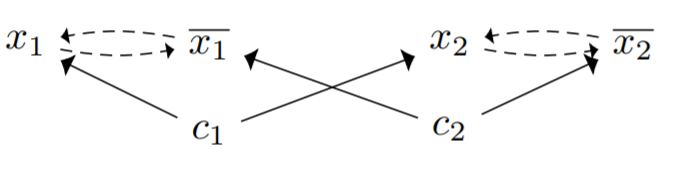 x₁ x̅₁ x₂ x̅₂
c₁ c₂